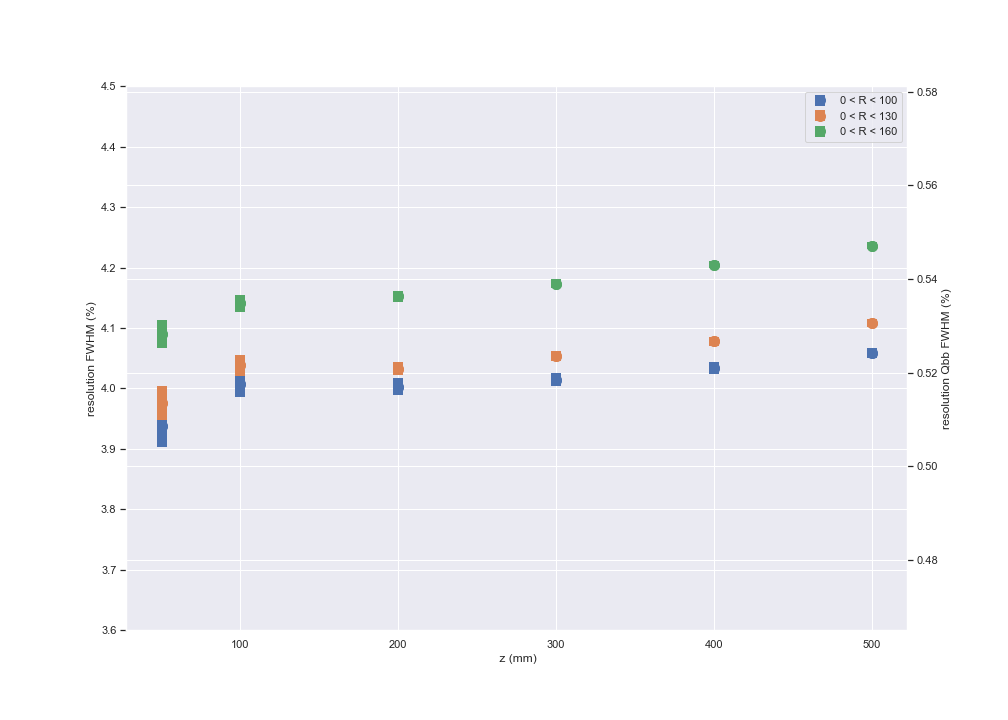 0 < R < 100
0 < R < 130
0 < R < 160
resolution FWHM (%)
4.5
4.4
4.3
4.2
4.1
4.0
3.9
3.8
3.7
3.6
0.58
0.56
0.54
0.52
0.50
0.48
resolution Qbb FWHM (%)
100 200 300 400 500
z (mm)